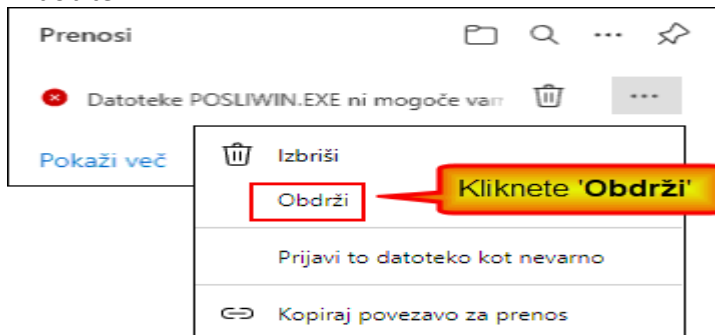 Prenosi
Datoteke POSLIWIN.EXE ni mogoče
Pokaži več
Izbriši
Obdrži
Kliknete 'Obdrži'
Prijavi to datoteko kot nevarno
Kopiraj povezavo za prenos